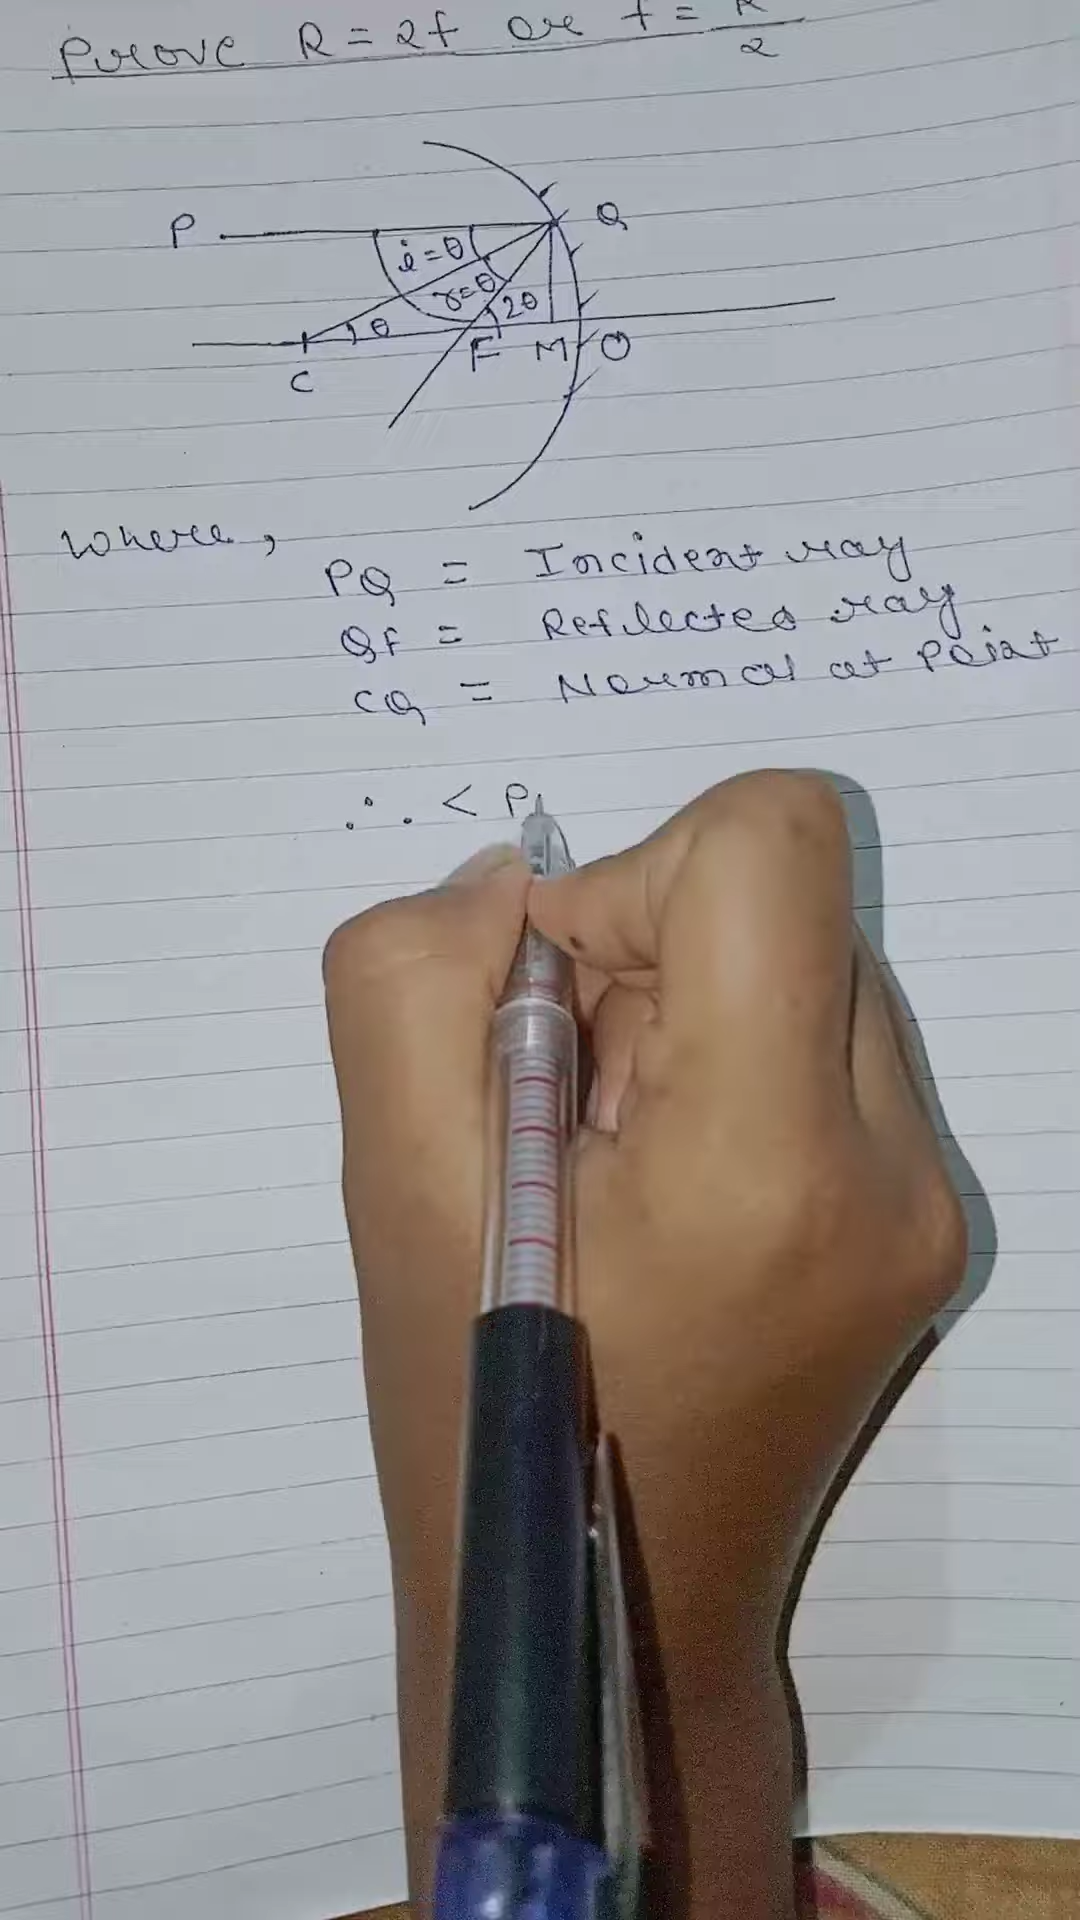 Prove R = 2f or f = R/2
P
Q
i = θ
r = θ
2θ
θ
F M O
C
where,
PQ = Incident ray
QF = Reflected ray
CQ = Normal at Point
∴ < P